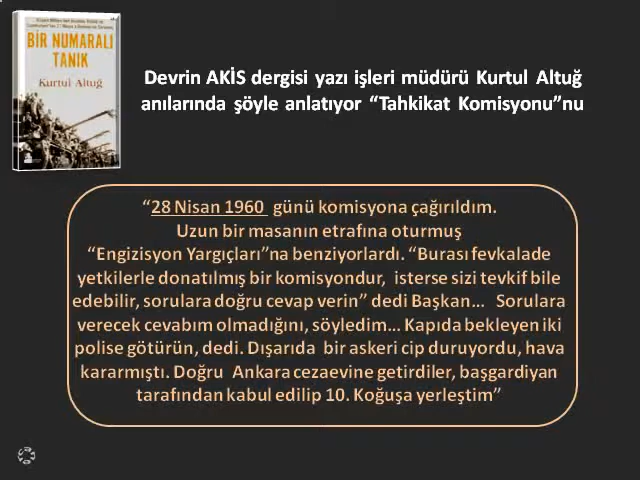 BİR NUMARALI
TANIK
Kurtul Altuğ
Devrin AKİS dergisi yazı işleri müdürü Kurtul Altuğ
anılarında şöyle anlatıyor “Tahkikat Komisyonu”nu
“28 Nisan 1960 günü komisyona çağırıldım.
Uzun bir masanın etrafına oturmuş
“Engizisyon Yargıçları”na benziyorlardı. “Burası fevkalade
yetkilerle donatılmış bir komisyondur, isterse sizi tevkif bile
edebilir, sorulara doğru cevap verin” dedi Başkan... Sorulara
verecek cevabım olmadığını, söyledim... Kapıda bekleyen iki
polise götürün, dedi. Dışarıda bir askeri cip duruyordu, hava
kararmıştı. Doğru Ankara cezaevine getirdiler, başgardiyan
tarafından kabul edilip 10. Koğuşa yerleştim”